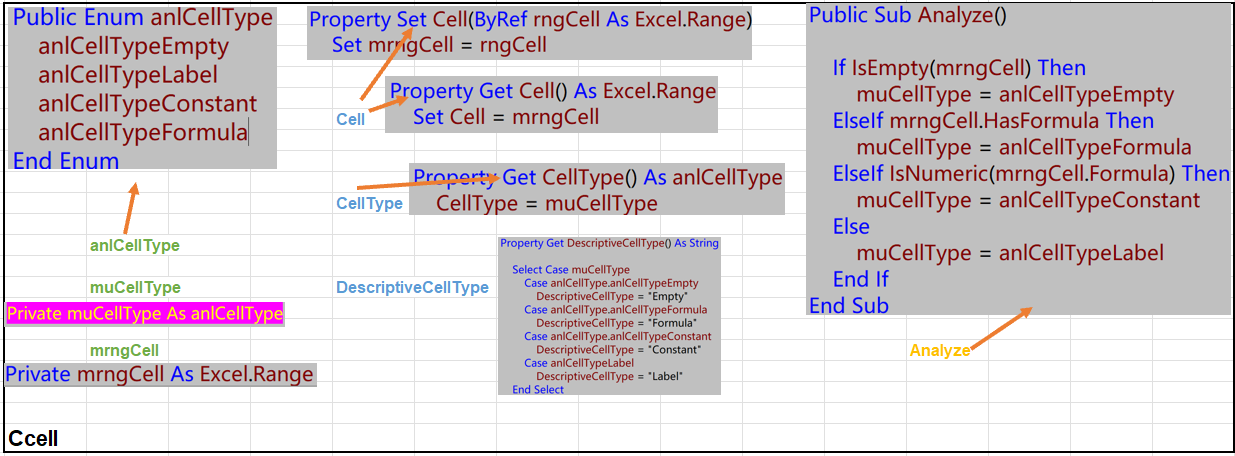 Public Enum anlCellType
anlCellTypeEmpty
anlCellTypeLabel
anlCellTypeConstant
anlCellTypeFormula
End Enum
anlCellType
muCellType
Private muCellType As anlCellType
mrngCell
Private mrngCell As Excel.Range
Ccell
Property Set Cell(ByRef rngCell As Excel.Range)
Set mrngCell = rngCell
Property Get Cell() As Excel.Range
Set Cell = mrngCell
Cell
Property Get CellType() As anlCellType
CellType = muCellType
CellType
DescriptiveCellType
Property Get DescriptiveCellType() As String
Select Case muCellType
Case anlCellType.anlCellTypeEmpty
DescriptiveCellType = "Empty"
Case anlCellType.anlCellTypeFormula
DescriptiveCellType = "Formula"
Case anlCellType.anlCellTypeConstant
DescriptiveCellType = "Constant"
Case anlCellTypeLabel
DescriptiveCellType = "Label"
End Select
Public Sub Analyze()
If IsEmpty(mrngCell) Then
muCellType = anlCellTypeEmpty
ElseIf mrngCell.HasFormula Then
muCellType = anlCellTypeFormula
ElseIf IsNumeric(mrngCell.Formula) Then
muCellType = anlCellTypeConstant
Else
muCellType = anlCellTypeLabel
End If
End Sub
Analyze